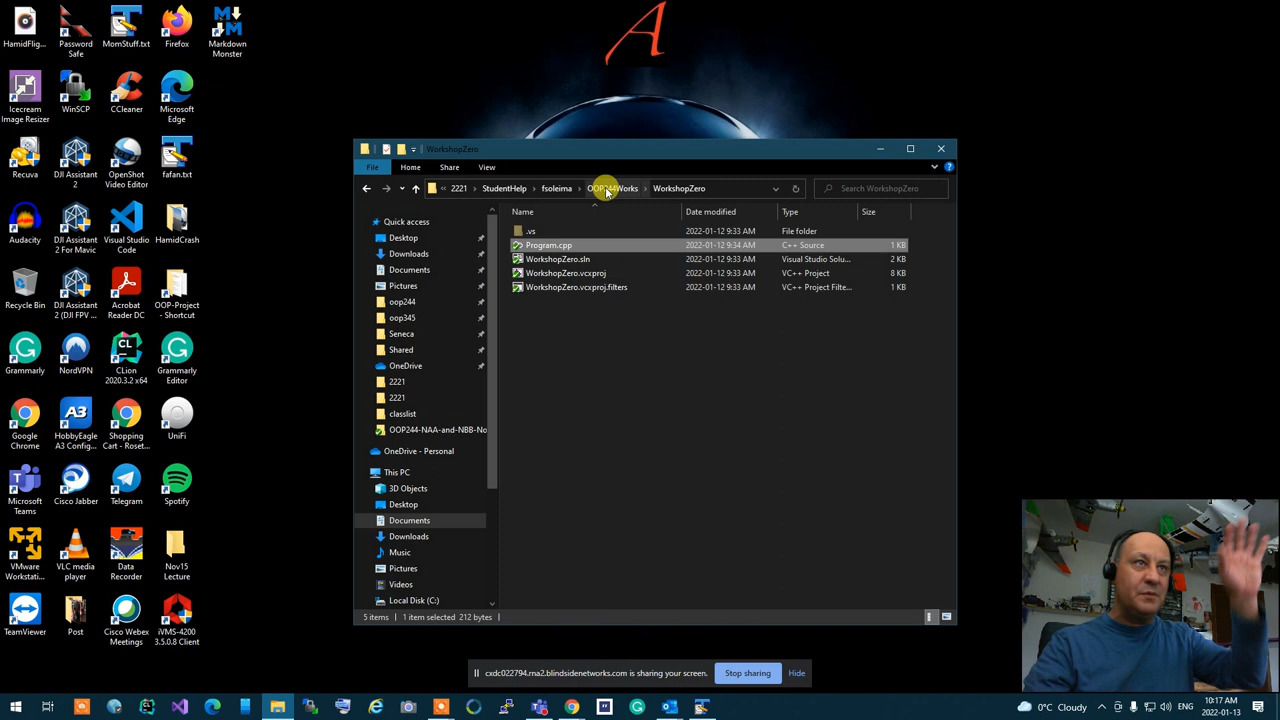 HamidFlig...
Password Safe
MomStuff.txt
Firefox
Markdown Monster
Icecream Image Resizer
WinSCP
CCleaner
Microsoft Edge
Recuva
DJI Assistant 2
OpenShot Video Editor
fafan.txt
Audacity
DJI Assistant 2 For Mavic
Visual Studio Code
HamidCrash
Recycle Bin
DJI Assistant 2 (DJI FPV ...
Acrobat Reader DC
OOP-Project - Shortcut
Grammarly
NordVPN
CLion 2020.3.2 x64
Grammarly Editor
Google Chrome
HobbyEagle A3 Config...
Shopping Cart - Roset...
UniFi
Microsoft Teams
Cisco Jabber
Telegram
Spotify
VMware Workstati...
VLC media player
Data Recorder
Nov15 Lecture
TeamViewer
Post
Cisco Webex Meetings
iVMS-4200 3.5.0.8 Client
A
WorkshopZero
File Home Share View
2221 StudentHelp fsoleima OOP244Works WorkshopZero Search WorkshopZero
Name Date modified Type Size
.vs 2022-01-12 9:33 AM File folder
Program.cpp 2022-01-12 9:34 AM C++ Source 1 KB
WorkshopZero.sln 2022-01-12 9:33 AM Visual Studio Solu... 2 KB
WorkshopZero.vcxproj 2022-01-12 9:33 AM VC++ Project 8 KB
WorkshopZero.vcxproj.filters 2022-01-12 9:33 AM VC++ Project Filte... 1 KB
Quick access
Desktop
Downloads
Documents
Pictures
oop244
oop345
Seneca
Shared
OneDrive
2221
2221
classlist
OOP244-NAA-and-NBB-No
OneDrive - Personal
This PC
3D Objects
Desktop
Documents
Downloads
Music
Pictures
Videos
Local Disk (C:)
5 items 1 item selected 212 bytes
cxdc022794.rna2.blindsidenetworks.com is sharing your screen. Stop sharing Hide
0°C Cloudy ENG 10:17 AM
2022-01-13